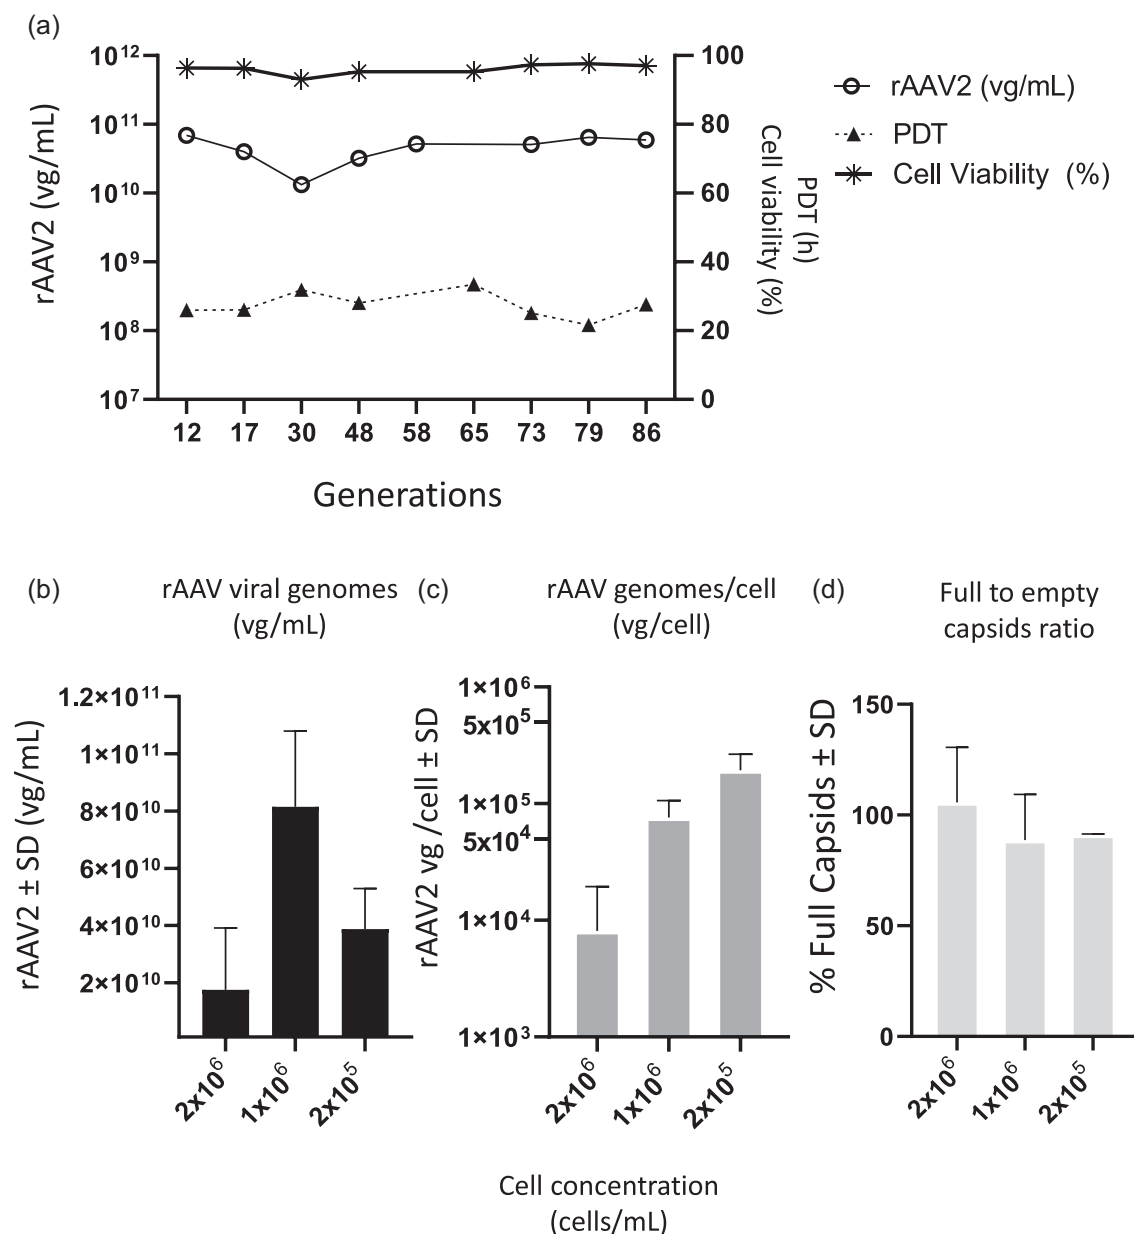 (a)
10¹²
10¹¹
10¹⁰
10⁹
10⁸
10⁷
rAAV2 (vg/mL)
100
80
60
40
20
0
PDT (h)
Cell viability (%)
12 17 30 48 58 65 73 79 86
Generations
rAAV2 (vg/mL)
PDT
Cell Viability (%)
(b)
rAAV viral genomes
(vg/mL)
rAAV2 ± SD (vg/mL)
1.2×10¹¹
1×10¹¹
8×10¹⁰
6×10¹⁰
4×10¹⁰
2×10¹⁰
2x10⁶ 1x10⁶ 2x10⁵
(c)
rAAV genomes/cell
(vg/cell)
rAAV2 vg /cell ± SD
1×10⁶
5x10⁵
1×10⁵
5x10⁴
1×10⁴
1×10³
2x10⁶ 1x10⁶ 2x10⁵
(d)
Full to empty
capsids ratio
% Full Capsids ± SD
150
100
50
0
2x10⁶ 1x10⁶ 2x10⁵
Cell concentration
(cells/mL)